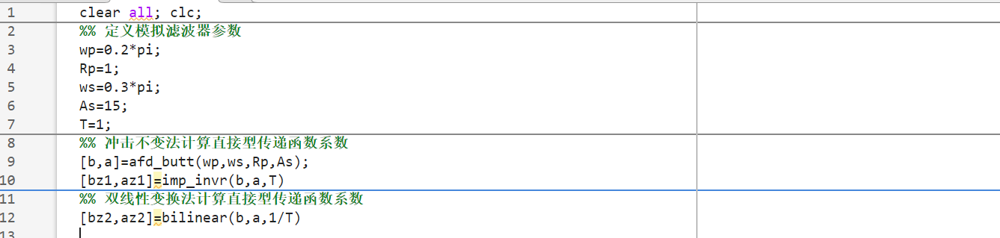 1 clear all; clc;
2 %% 定义模拟滤波器参数
3 wp=0.2*pi;
4 Rp=1;
5 ws=0.3*pi;
6 As=15;
7 T=1;
8 %% 冲击不变法计算直接型传递函数系数
9 [b,a]=afd_butt(wp,ws,Rp,As);
10 [bz1,az1]=imp_invr(b,a,T)
11 %% 双线性变换法计算直接型传递函数系数
12 [bz2,az2]=bilinear(b,a,1/T)
13